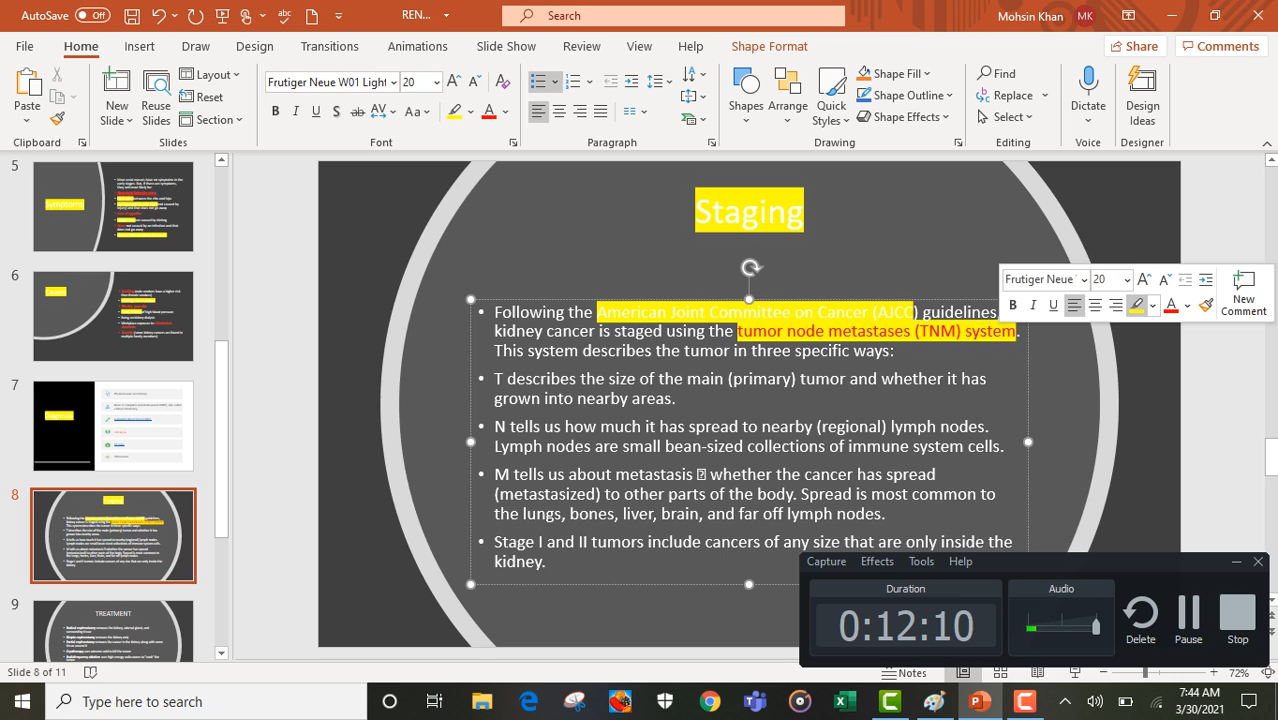 AutoSave Off REN... Search Mohsin Khan MK
File Home Insert Draw Design Transitions Animations Slide Show Review View Help Shape Format Share Comments
Paste New Slide Reuse Slides Layout Reset Section
Frutiger Neue W01 Light 20
B I U S ab AV Aa A
Shapes Arrange Quick Styles Shape Fill Shape Outline Shape Effects
Find Replace Select
Dictate Design Ideas
Clipboard Slides Font Paragraph Drawing Editing Voice Designer
5
Symptoms
6
7
Diagnosis
8
Staging
9
TREATMENT
Staging
• Following the American Joint Committee on Cancer (AJCC) guidelines
kidney cancer is staged using the tumor node metastases (TNM) system.
This system describes the tumor in three specific ways:
• T describes the size of the main (primary) tumor and whether it has
grown into nearby areas.
• N tells us how much it has spread to nearby (regional) lymph nodes.
Lymph nodes are small bean-sized collections of immune system cells.
• M tells us about metastasis ⍰ whether the cancer has spread
(metastasized) to other parts of the body. Spread is most common to
the lungs, bones, liver, brain, and far off lymph nodes.
• Stage I and II tumors include cancers of any size that are only inside the
kidney.
Frutiger Neue 20
B I U
New Comment
Capture Effects Tools Help
Duration Audio
0:12:10
Delete Pause Stop
Slide 8 of 11 Notes 72%
Type here to search
7:44 AM
3/30/2021